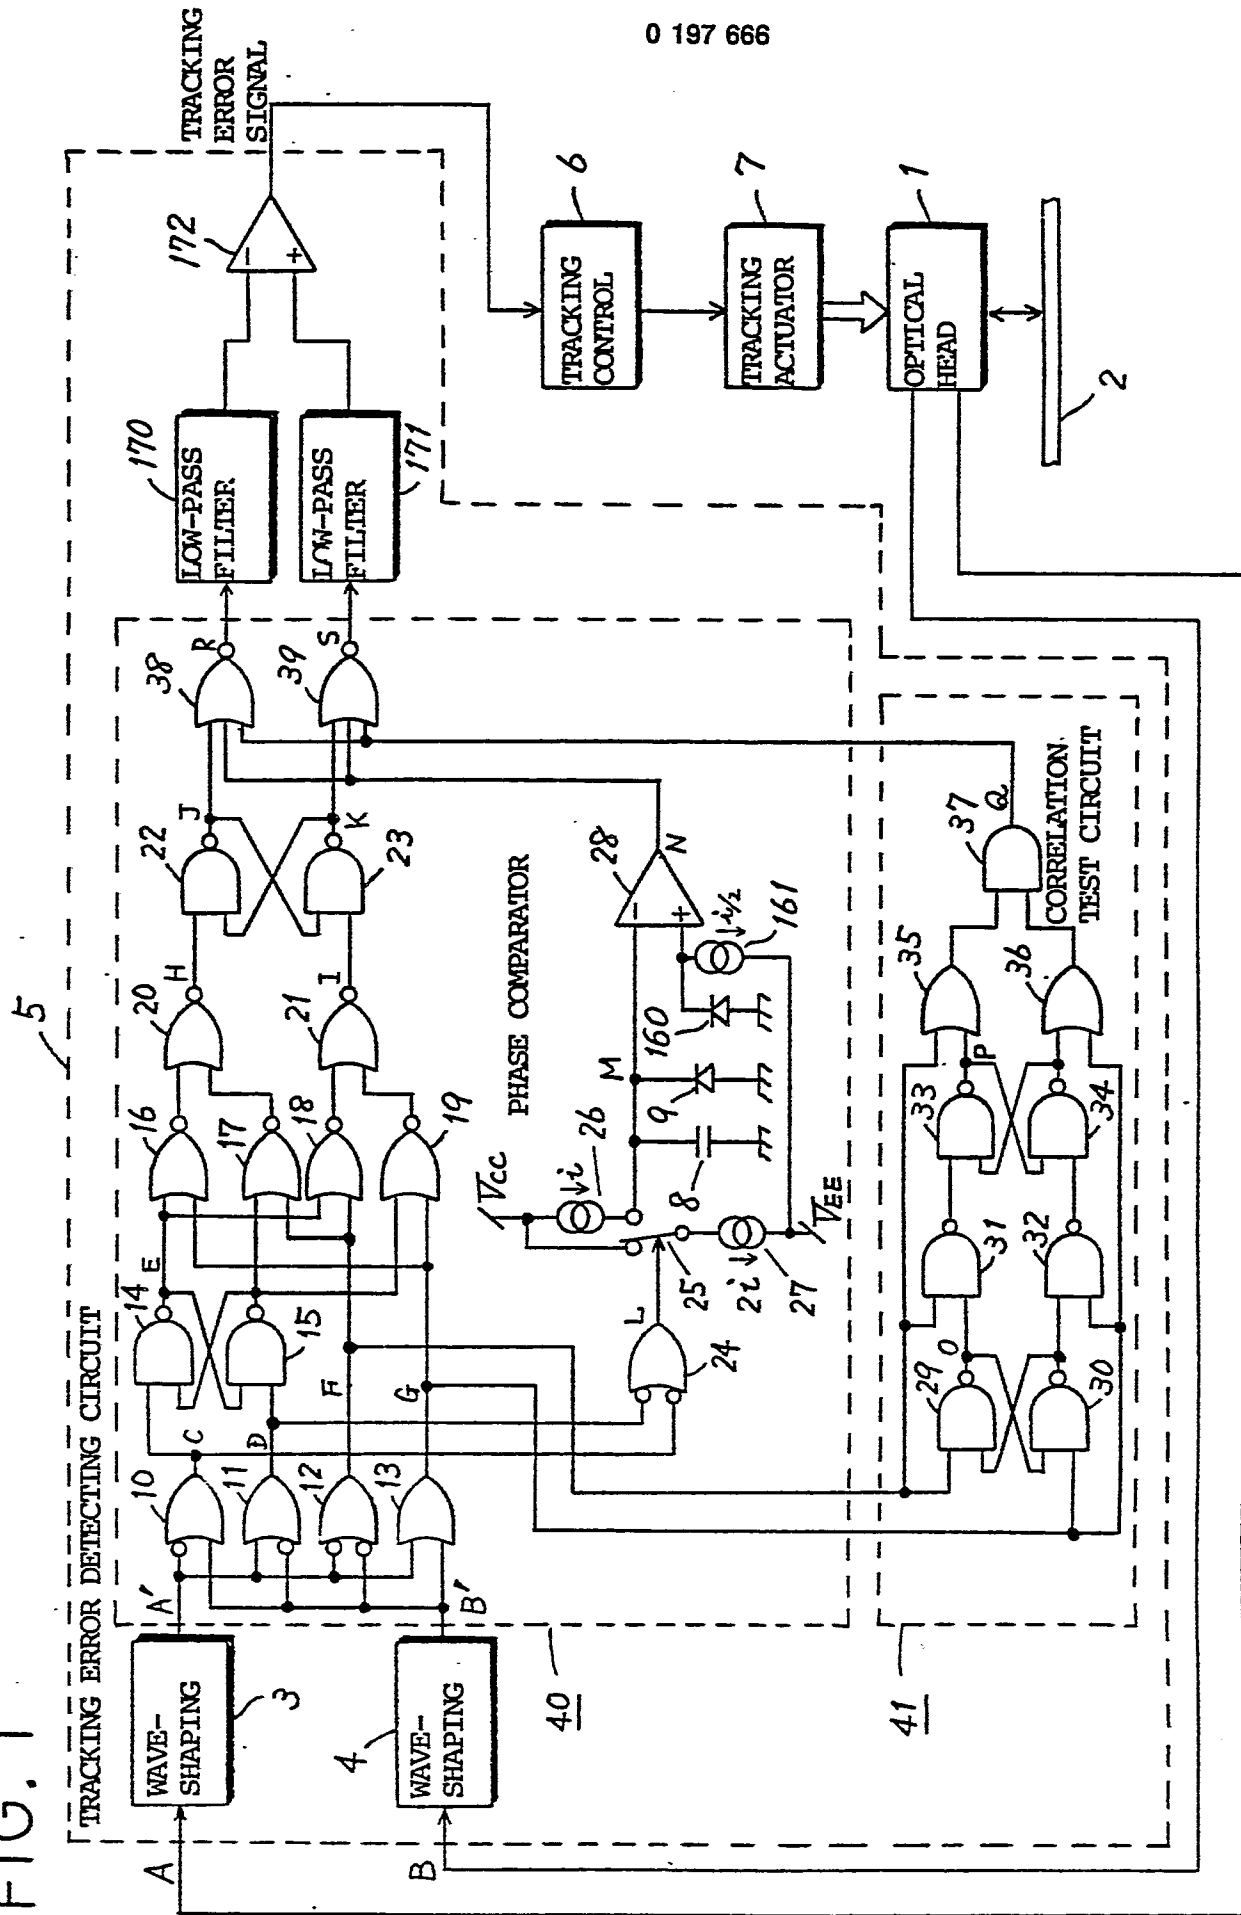 0 197 666
FIG. 1
5
TRACKING ERROR DETECTING CIRCUIT
TRACKING
ERROR
SIGNAL
A
WAVE-
SHAPING
3
A'
B
WAVE-
SHAPING
4
B'
40
PHASE COMPARATOR
10
11
12
13
C
D
F
G
14
15
E
16
17
18
19
20
21
H
I
22
23
J
K
38
39
R
S
LOW-PASS
FILTER
170
LOW-PASS
FILTER
171
172
−
+
24
L
25
Vcc
i
26
2i
27
VEE
8
9
M
160
161
i/2
28
−
+
N
41
CORRELATION
TEST CIRCUIT
29
30
O
31
32
33
34
P
35
36
37
Q
TRACKING
CONTROL
6
TRACKING
ACTUATOR
7
OPTICAL
HEAD
1
2